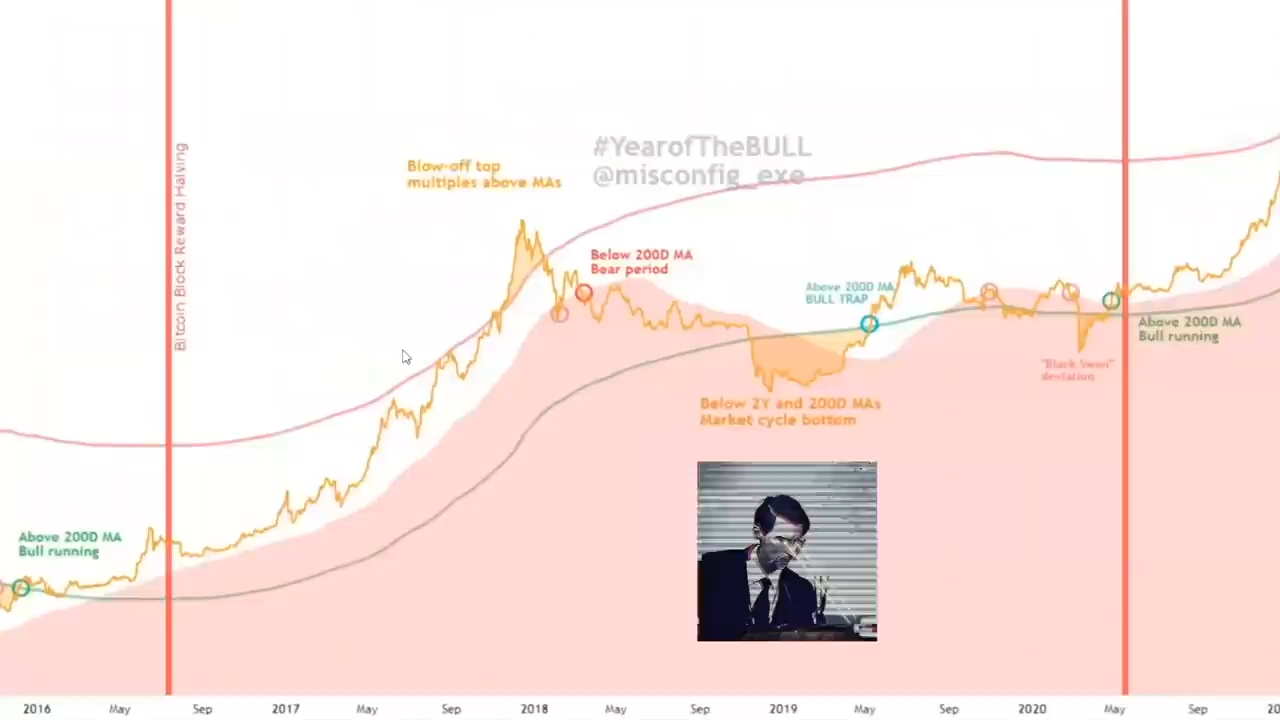 #YearofTheBULL
@misconfig_exe
Blow-off top
multiples above MAs
Bitcoin Block Reward Halving
Below 200D MA
Bear period
Above 200D MA
BULL TRAP
Above 200D MA
Bull running
"Black Swan"
deviation
Below 2Y and 200D MAs
Market cycle bottom
Above 200D MA
Bull running
2016 May Sep 2017 May Sep 2018 May Sep 2019 May Sep 2020 May Sep 20